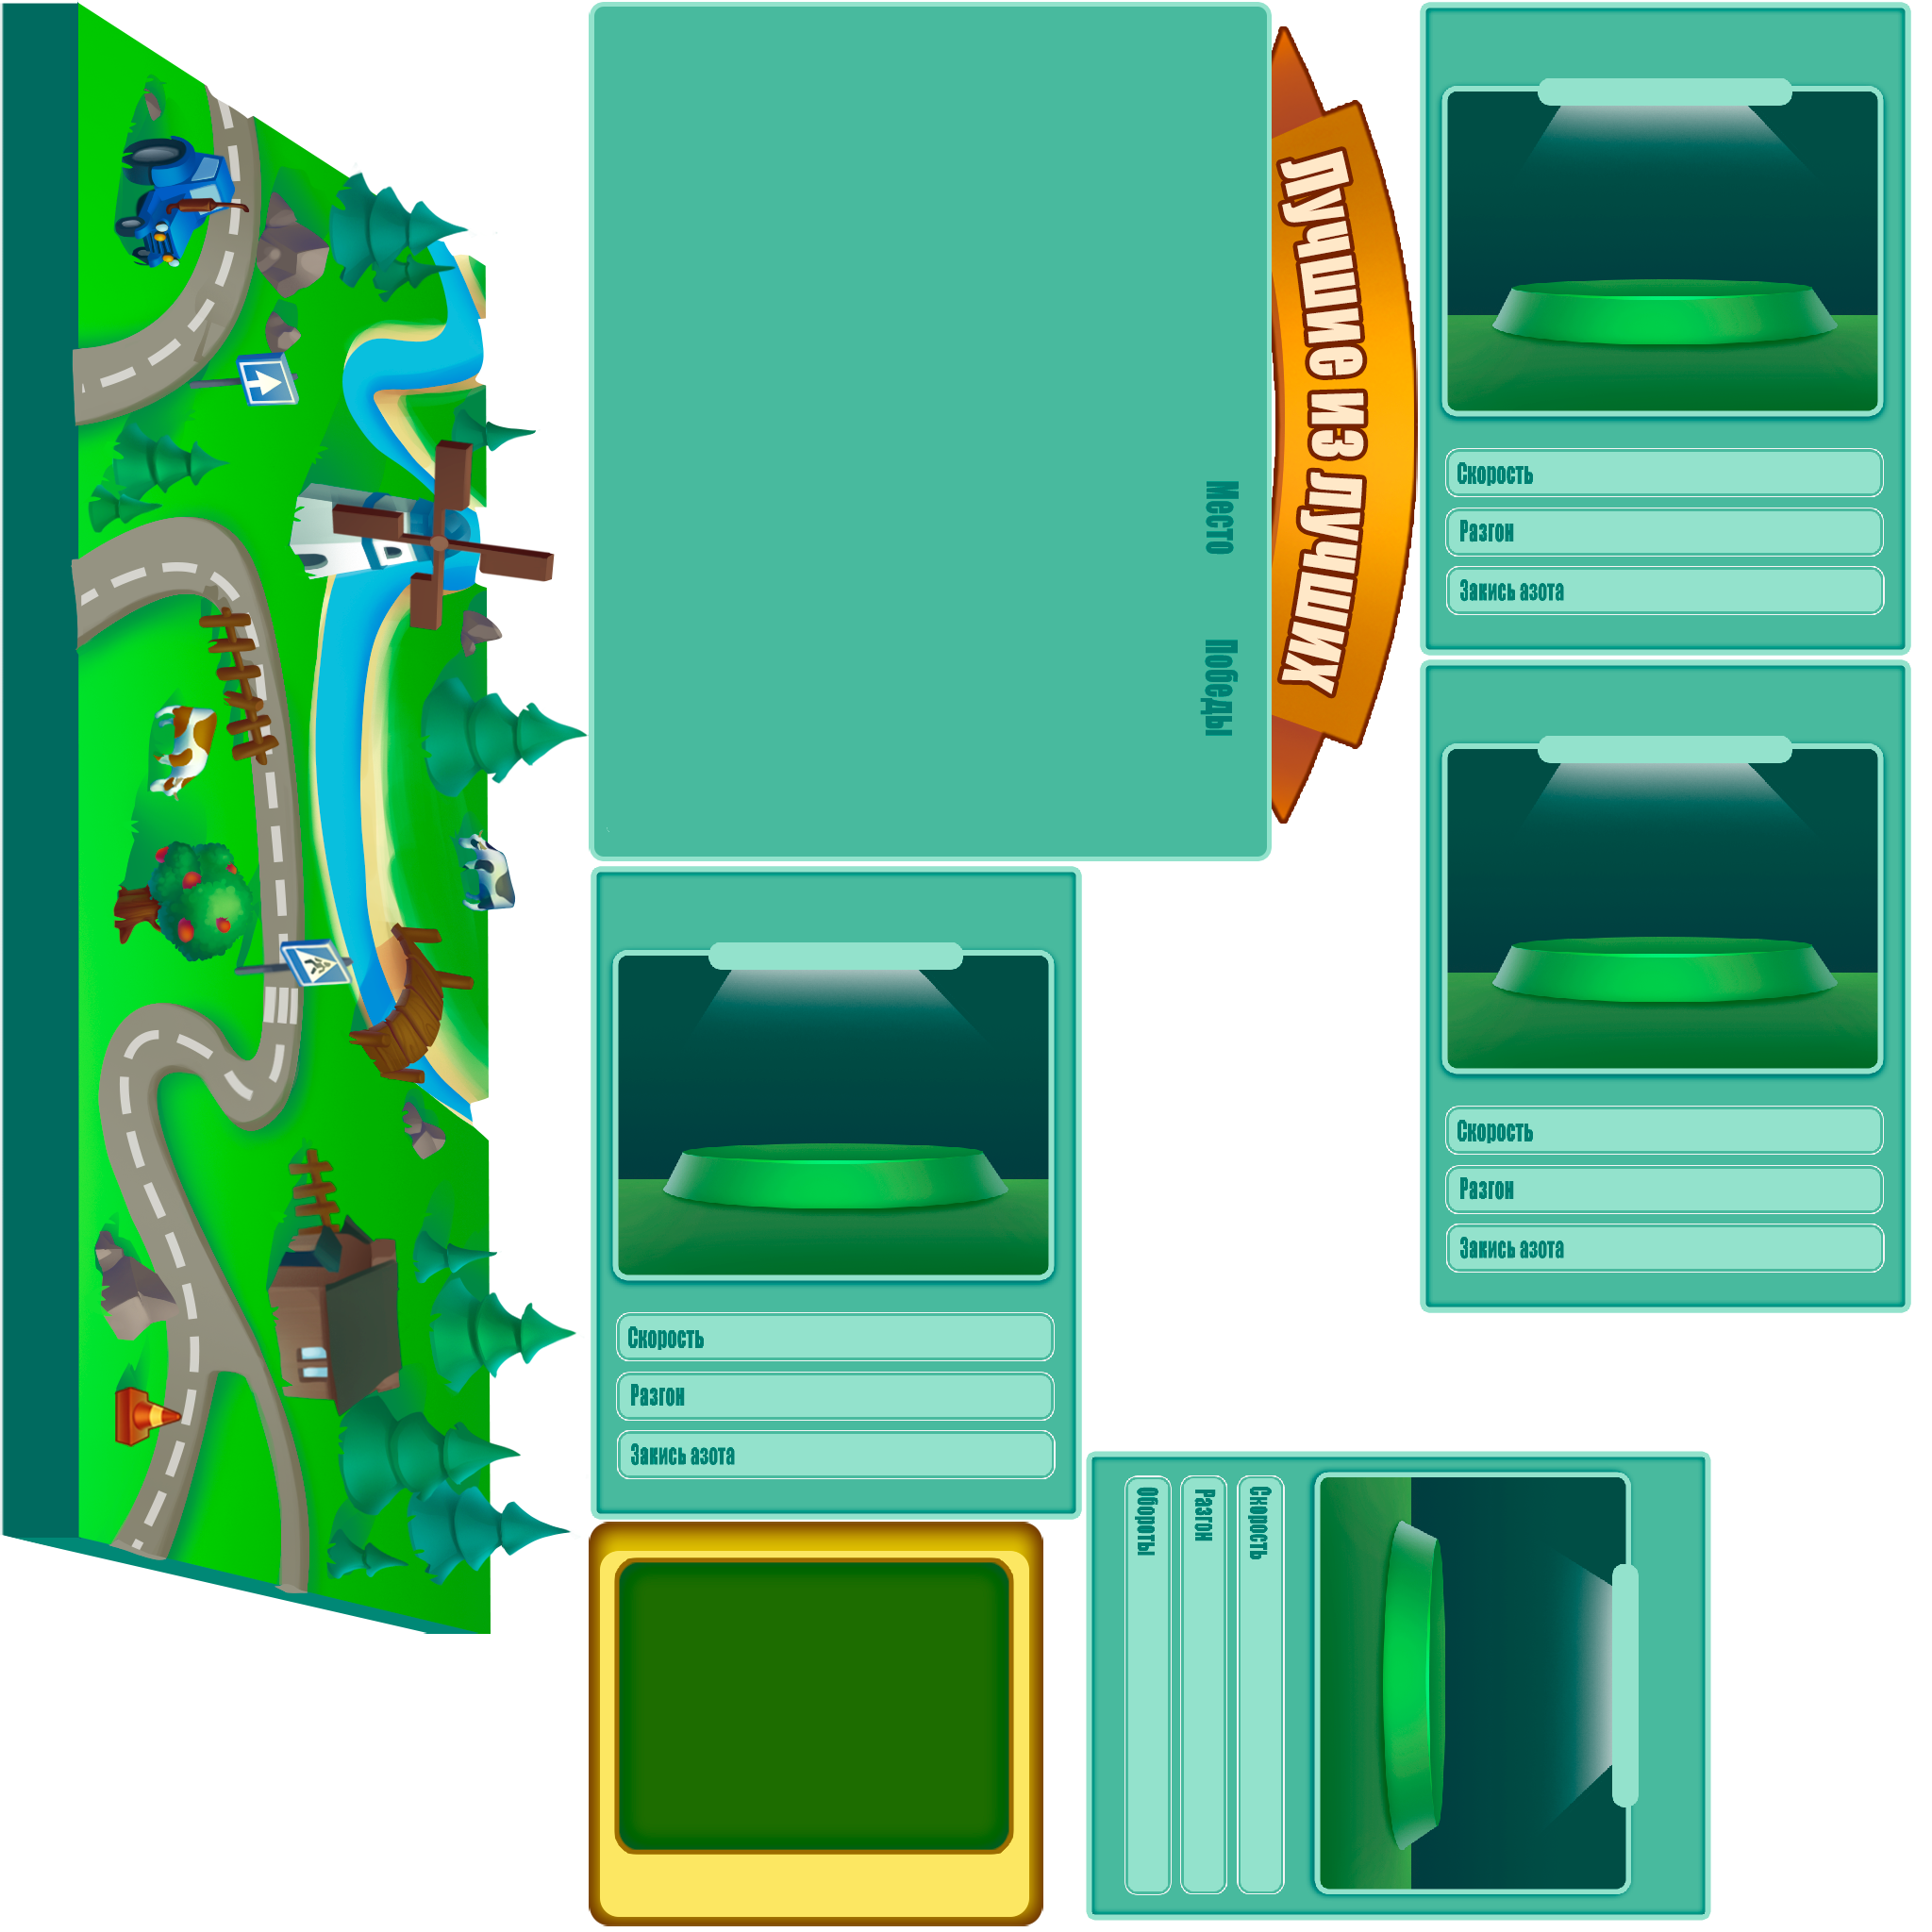 Лучшие из лучших
Место
Победы
Скорость
Разгон
Закись азота
Скорость
Разгон
Закись азота
Скорость
Разгон
Закись азота
Скорость
Разгон
Обороты